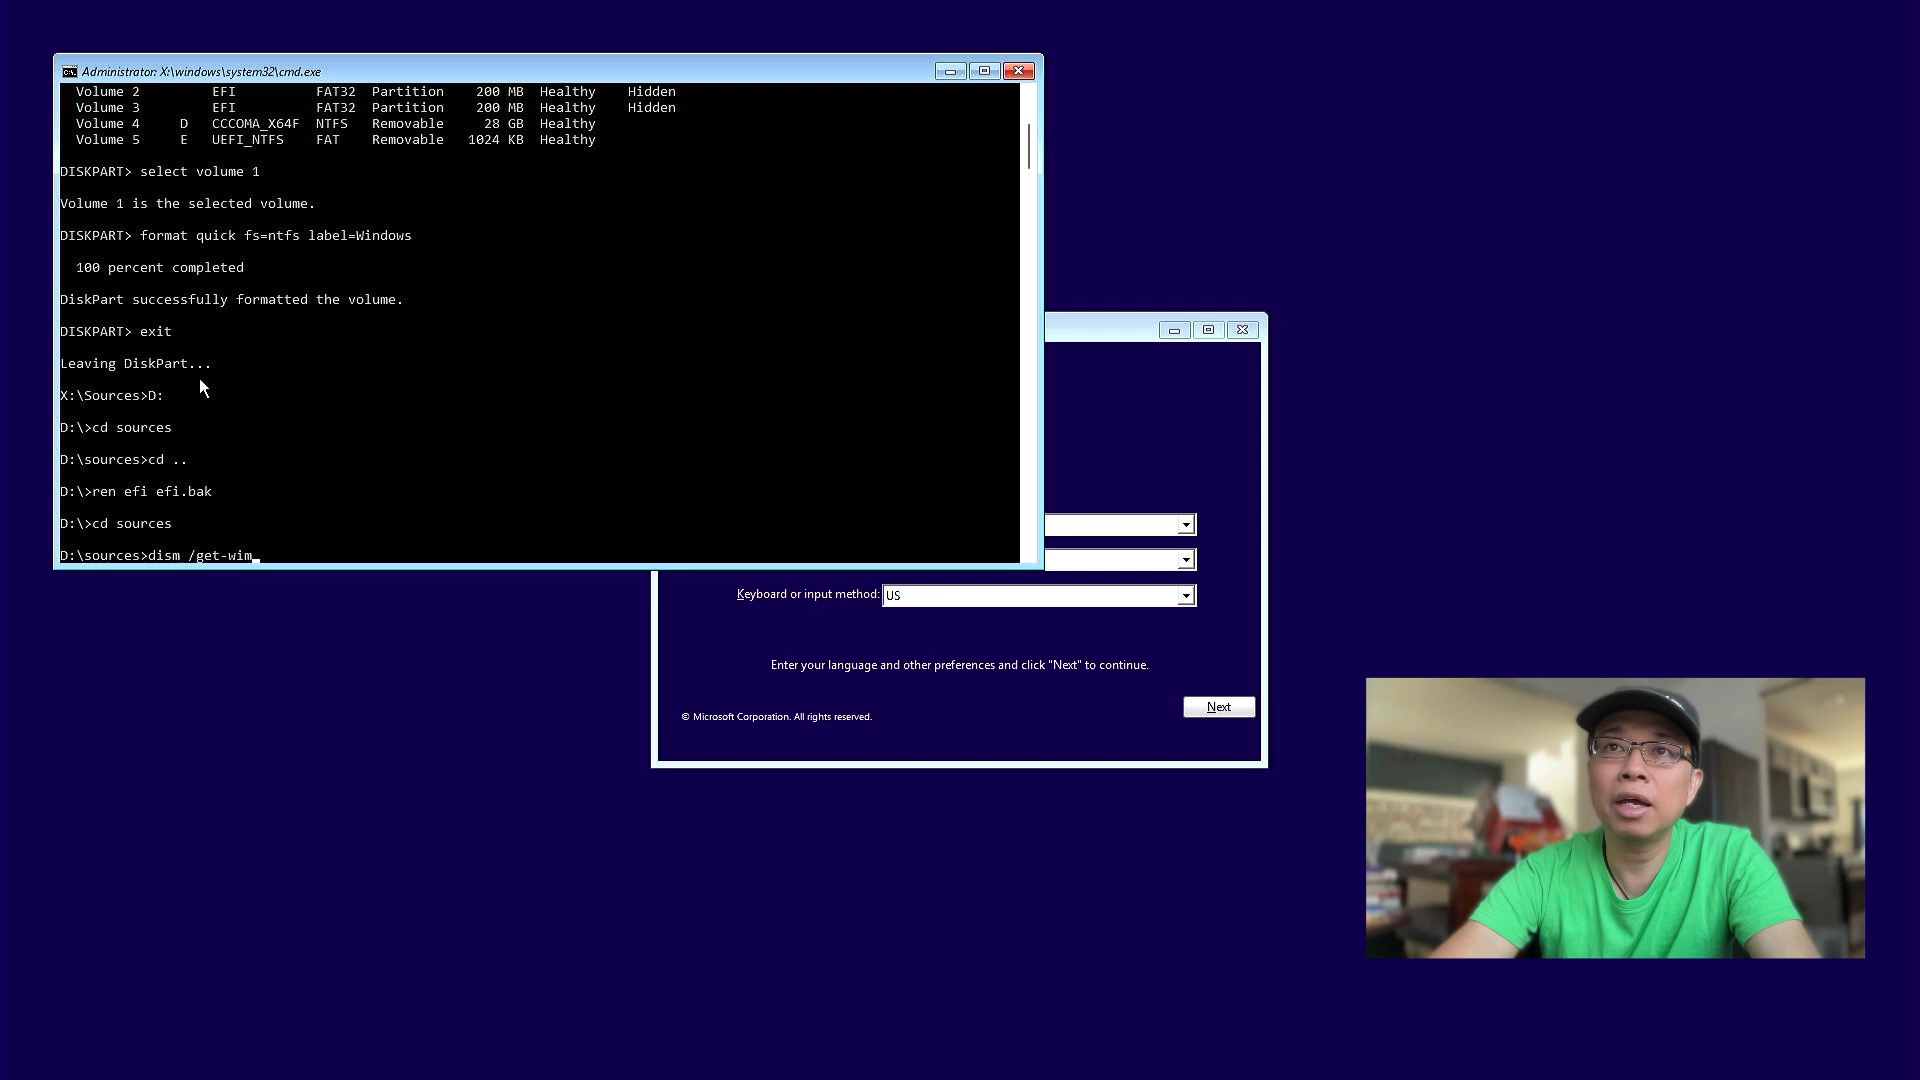 Administrator: X:\windows\system32\cmd.exe
Volume 2 EFI FAT32 Partition 200 MB Healthy Hidden
Volume 3 EFI FAT32 Partition 200 MB Healthy Hidden
Volume 4 D CCCOMA_X64F NTFS Removable 28 GB Healthy
Volume 5 E UEFI_NTFS FAT Removable 1024 KB Healthy
DISKPART> select volume 1
Volume 1 is the selected volume.
DISKPART> format quick fs=ntfs label=Windows
100 percent completed
DiskPart successfully formatted the volume.
DISKPART> exit
Leaving DiskPart...
X:\Sources>D:
D:\>cd sources
D:\sources>cd ..
D:\>ren efi efi.bak
D:\>cd sources
D:\sources>dism /get-wim
Keyboard or input method: US
Enter your language and other preferences and click "Next" to continue.
Next
© Microsoft Corporation. All rights reserved.